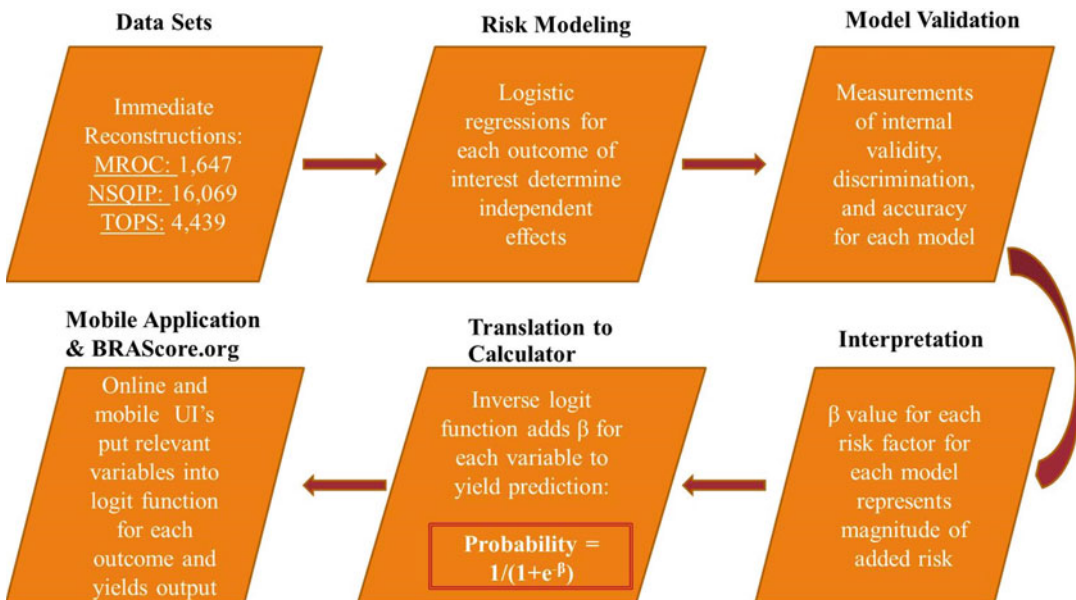 Data Sets
Immediate
Reconstructions:
MROC: 1,647
NSQIP: 16,069
TOPS: 4,439
Risk Modeling
Logistic
regressions for
each outcome of
interest determine
independent
effects
Model Validation
Measurements
of internal
validity,
discrimination,
and accuracy
for each model
Interpretation
β value for each
risk factor for
each model
represents
magnitude of
added risk
Translation to
Calculator
Inverse logit
function adds β for
each variable to
yield prediction:
Probability =
1/(1+e^-β)
Mobile Application
& BRAScore.org
Online and
mobile UI’s
put relevant
variables into
logit function
for each
outcome and
yields output